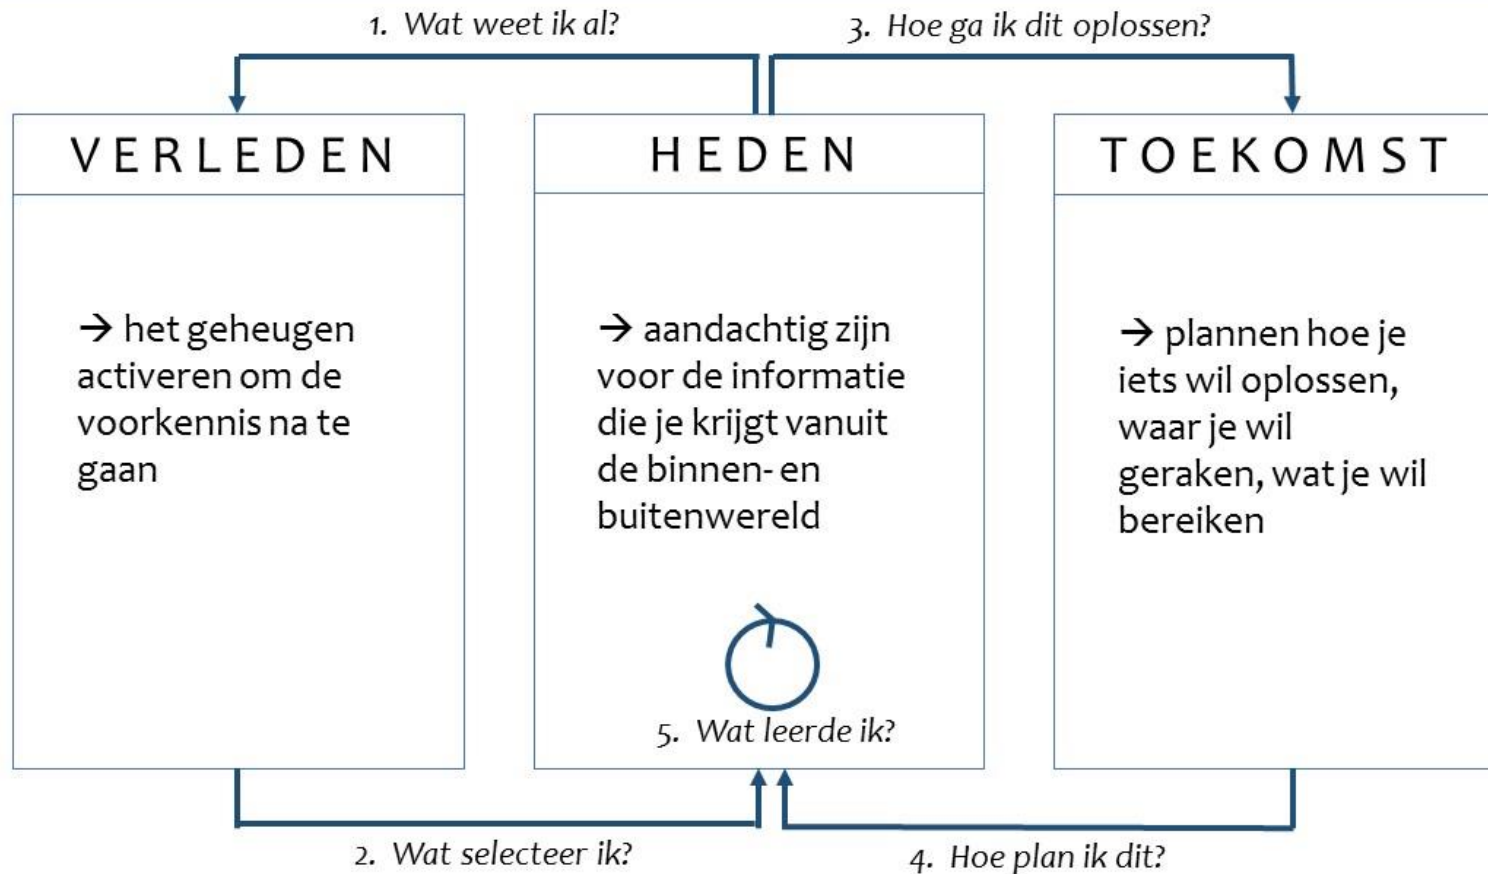 1. Wat weet ik al?
3. Hoe ga ik dit oplossen?
VERLEDEN
HEDEN
TOEKOMST
→ het geheugen
activeren om de
voorkennis na te
gaan
→ aandachtig zijn
voor de informatie
die je krijgt vanuit
de binnen- en
buitenwereld
5. Wat leerde ik?
→ plannen hoe je
iets wil oplossen,
waar je wil
geraken, wat je wil
bereiken
2. Wat selecteer ik?
4. Hoe plan ik dit?